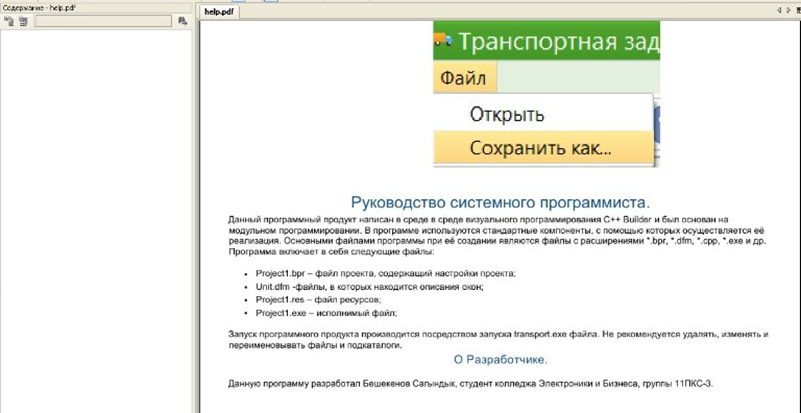 Содержание - help.pdf
help.pdf
Транспортная зад
Файл
Открыть
Сохранить как...
Руководство системного программиста.
Данный программный продукт написан в среде в среде визуального программирования C++ Builder и был основан на
модульном программировании. В программе используются стандартные компоненты, с помощью которых осуществляется её
реализация. Основными файлами программы при её создании являются файлы с расширениями *.bpr, *.dfm, *.cpp, *.exe и др.
Программа включает в себя следующие файлы:
• Project1.bpr – файл проекта, содержащий настройки проекта;
• Unit.dfm -файлы, в которых находится описания окон;
• Project1.res – файл ресурсов;
• Project1.exe – исполнимый файл;
Запуск программного продукта производится посредством запуска transport.exe файла. Не рекомендуется удалять, изменять и
переименовывать файлы и подкаталоги.
О Разработчике.
Данную программу разработал Бешекенов Сагындык, студент колледжа Электроники и Бизнеса, группы 11ПКС-3.